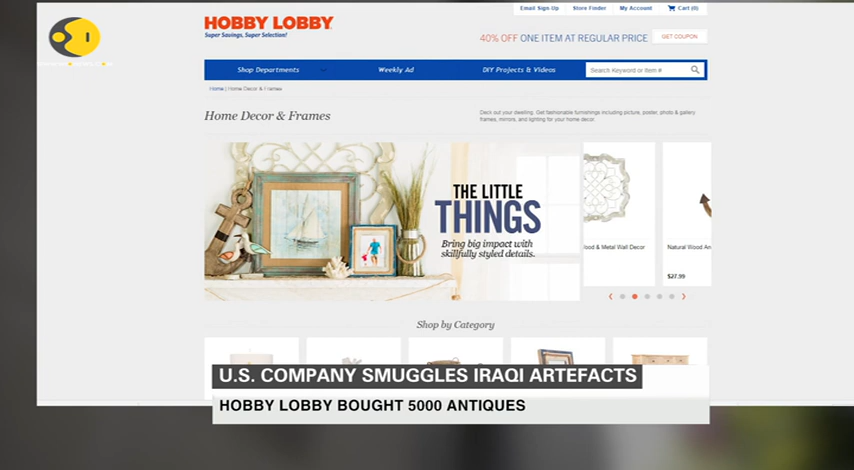 Email Sign Up
Store Finder
My Account
Cart (0)
HOBBY LOBBY
Super Savings, Super Selection!
40% OFF ONE ITEM AT REGULAR PRICE
GET COUPON
Shop Departments
Weekly Ad
DIY Projects & Videos
Search Keyword or Item #
Home | Home Decor & Frames
Home Decor & Frames
Deck out your dwelling. Get fashionable furnishings including picture, poster, photo & gallery
frames, mirrors, and lighting for your home decor.
THE LITTLE
THINGS
Bring big impact with
skillfully styled details.
ood & Metal Wall Decor
Natural Wood An
$27.99
Shop by Category
U.S. COMPANY SMUGGLES IRAQI ARTEFACTS
HOBBY LOBBY BOUGHT 5000 ANTIQUES